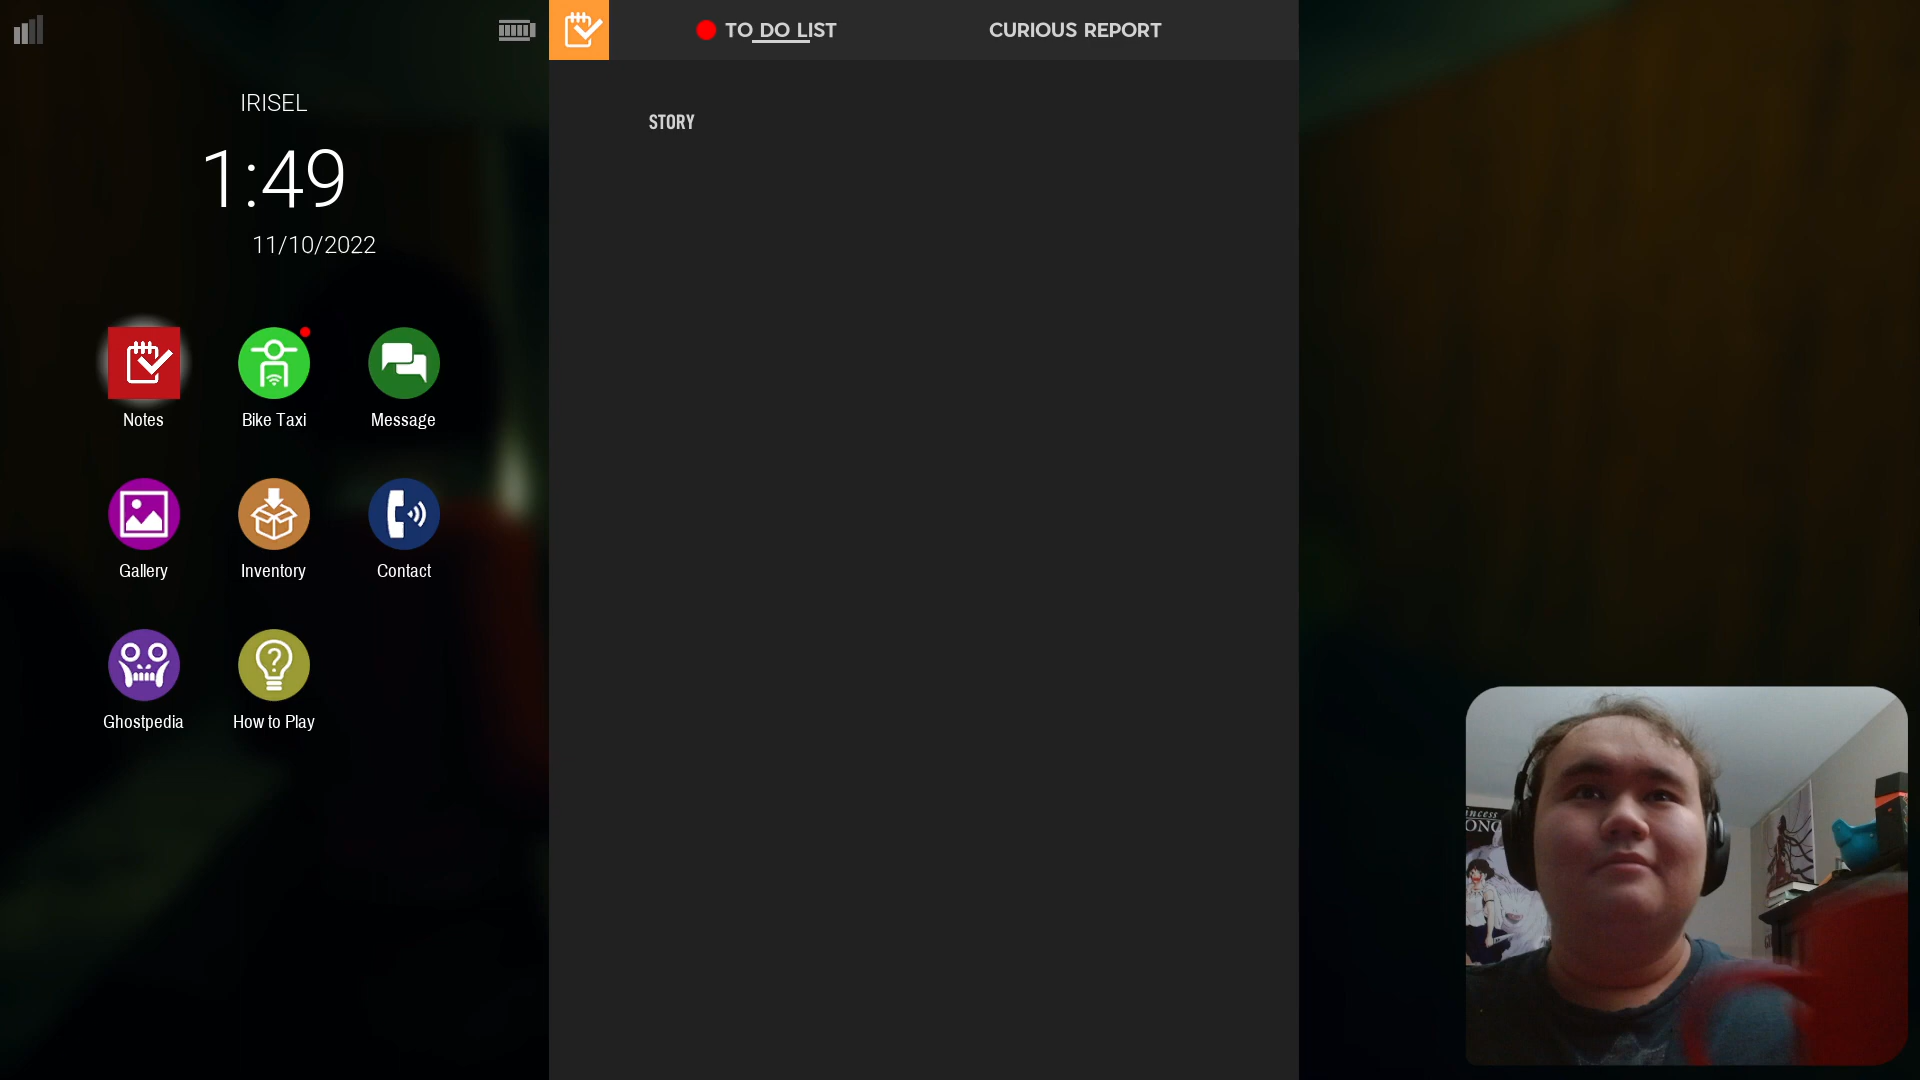 IRISEL
1:49
11/10/2022
Notes
Bike Taxi
Message
Gallery
Inventory
Contact
Ghostpedia
How to Play
TO DO LIST
CURIOUS REPORT
STORY